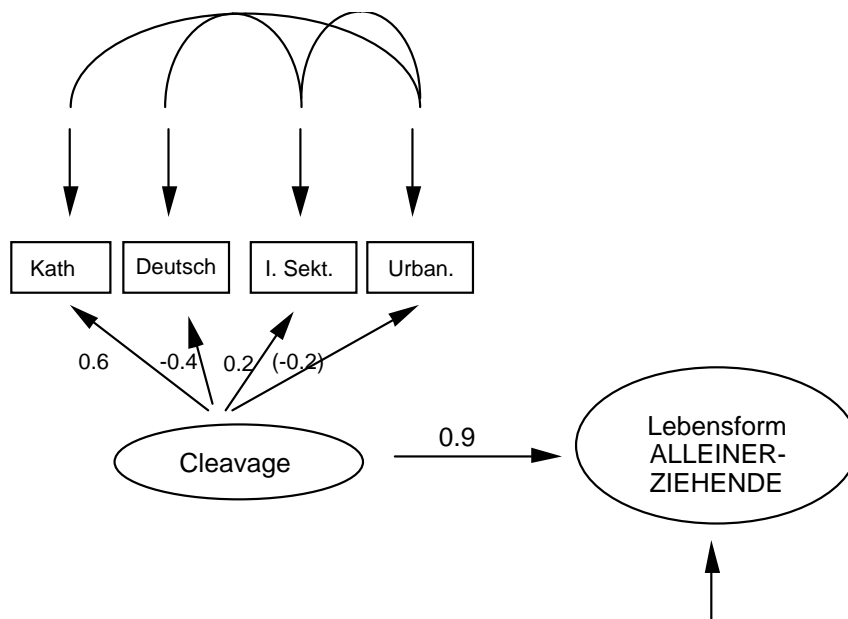 Kath
Deutsch
I. Sekt.
Urban.
0.6
-0.4
0.2
(-0.2)
Cleavage
0.9
Lebensform
ALLEINER-
ZIEHENDE